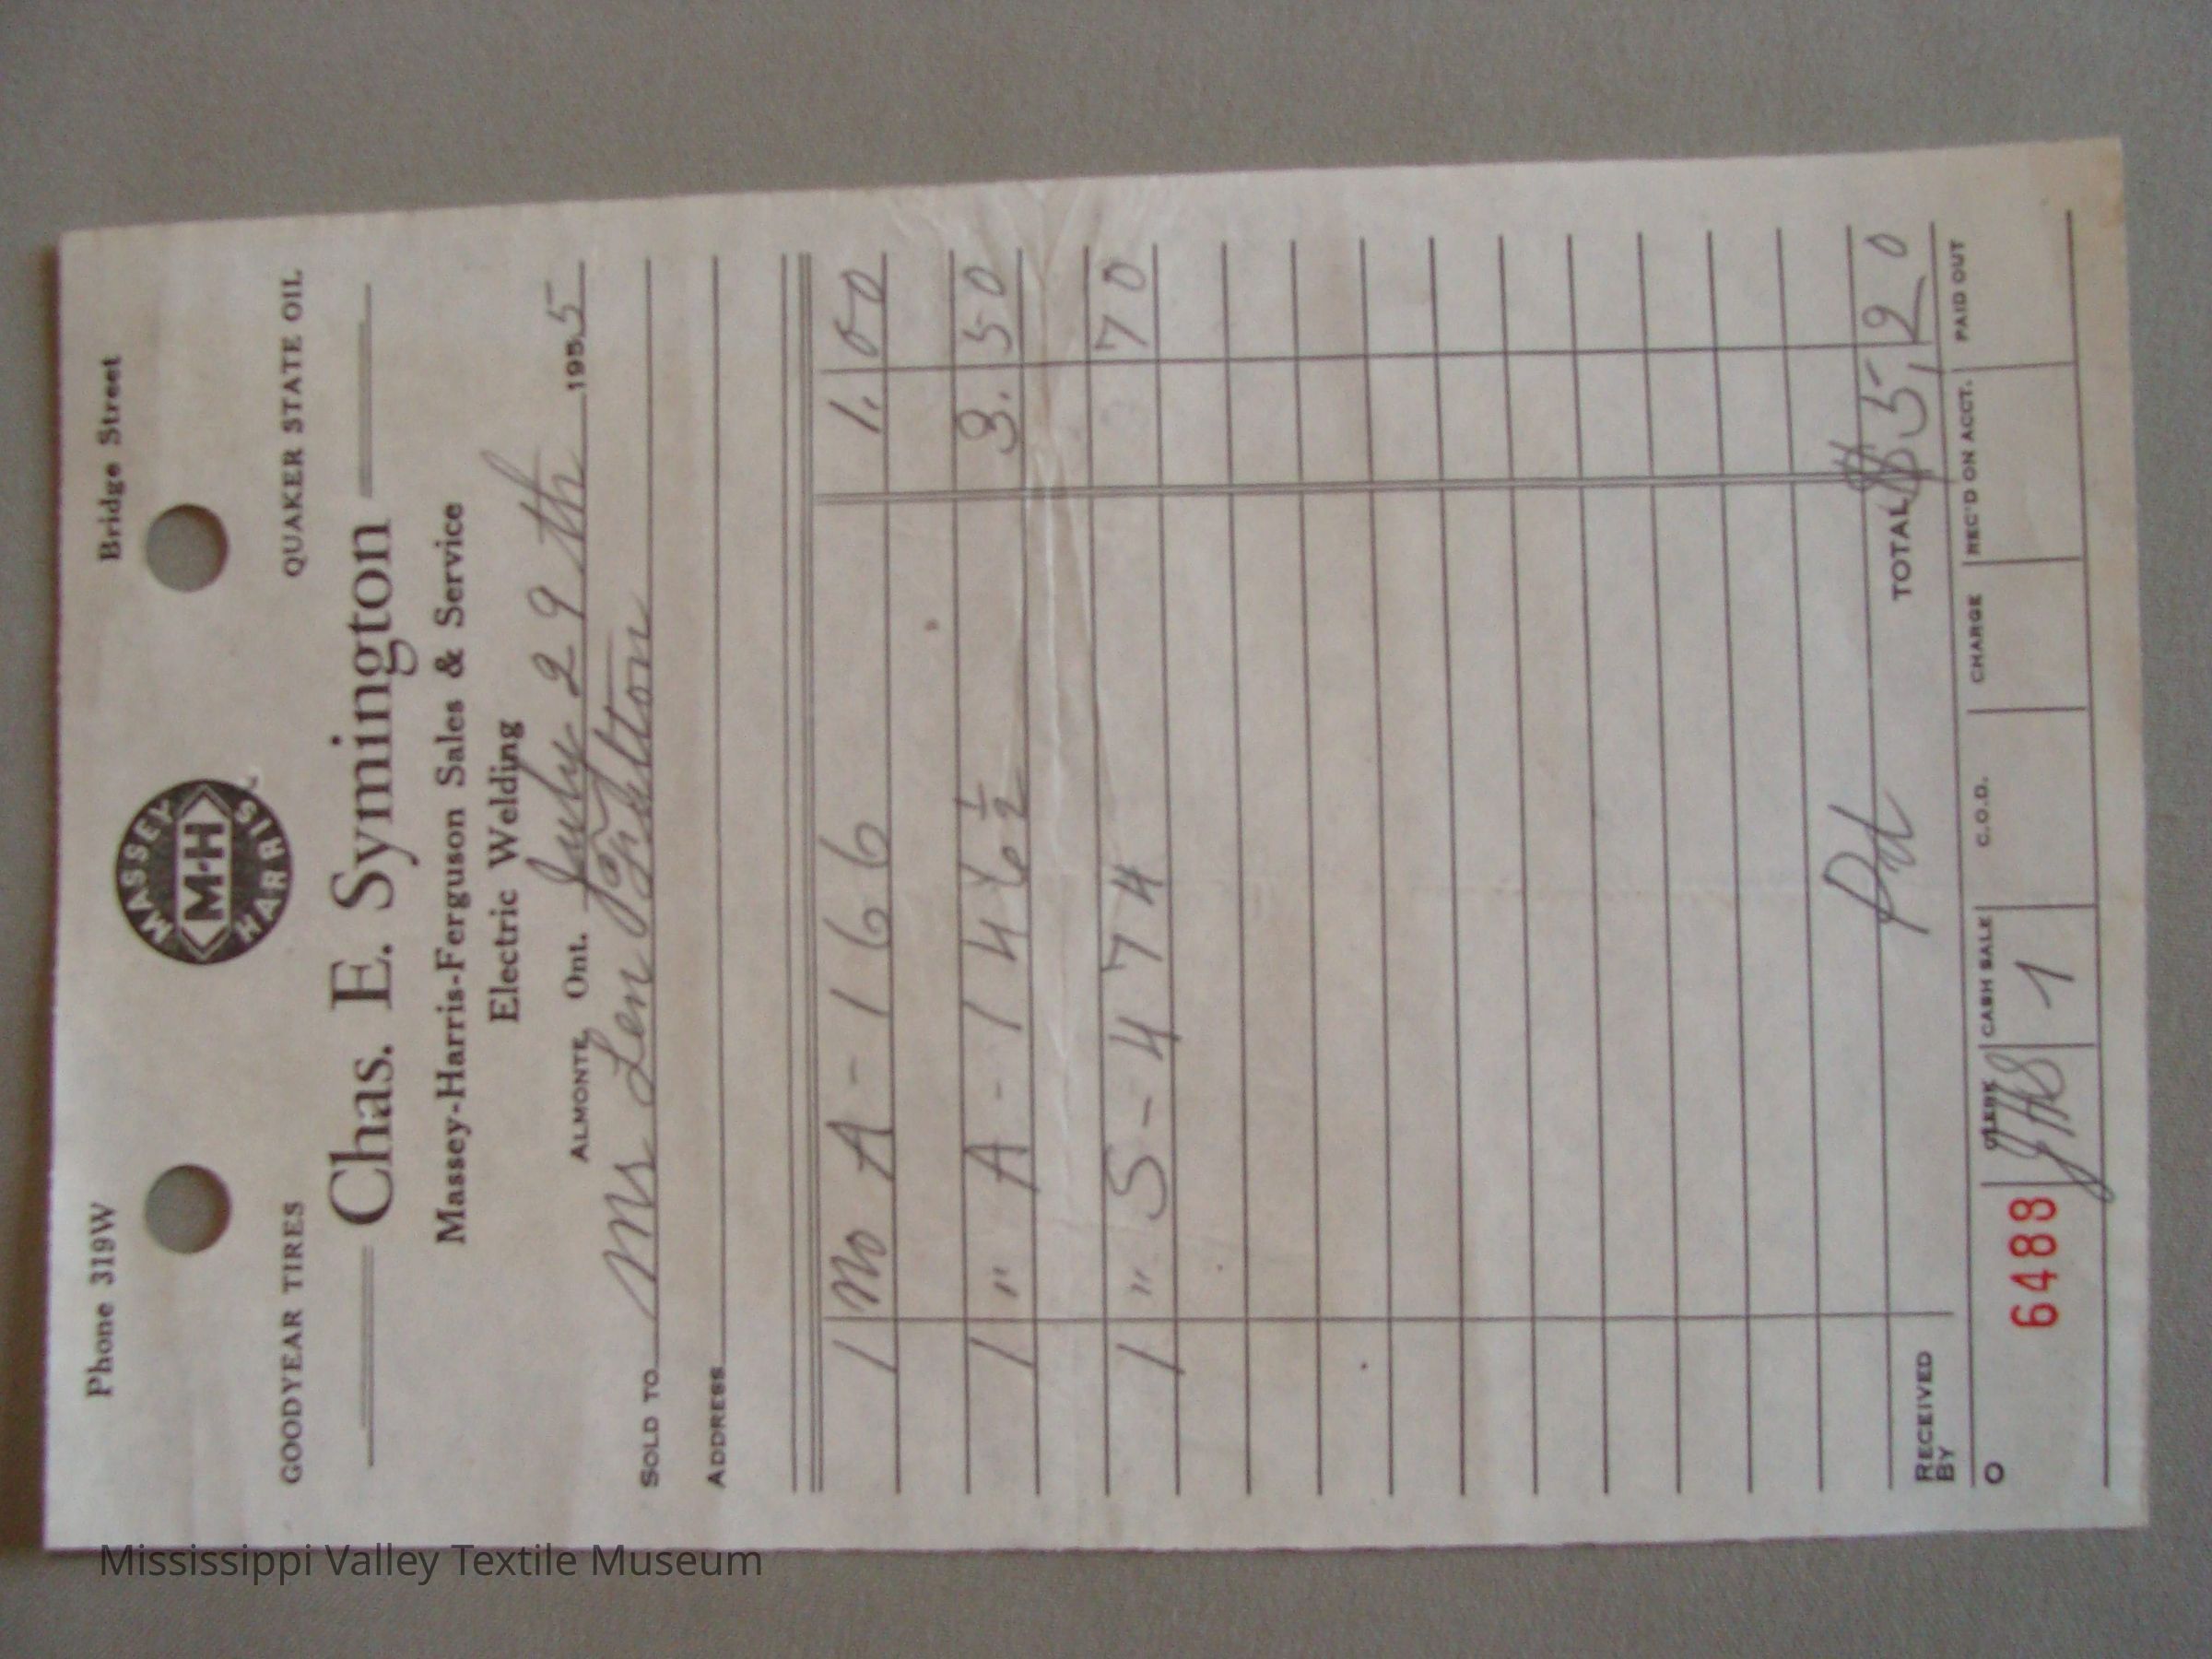 Phone 319W Bridge Street
MASSEY
M-H
HARRIS
GOODYEAR TIRES QUAKER STATE OIL
Chas. E. Symington
Massey-Harris-Ferguson Sales & Service
Electric Welding
ALMONTE, Ont. July 29th 1955
SOLD TO Mr Len
ADDRESS
1 No A-166 1.00
1 " A-146½ 3.50
1 " S-474 70
Pd TOTAL $5.20
RECEIVED BY
CLERK CASH SALE C.O.D. CHARGE REC'D ON ACCT. PAID OUT
O 6488 1
Mississippi Valley Textile Museum